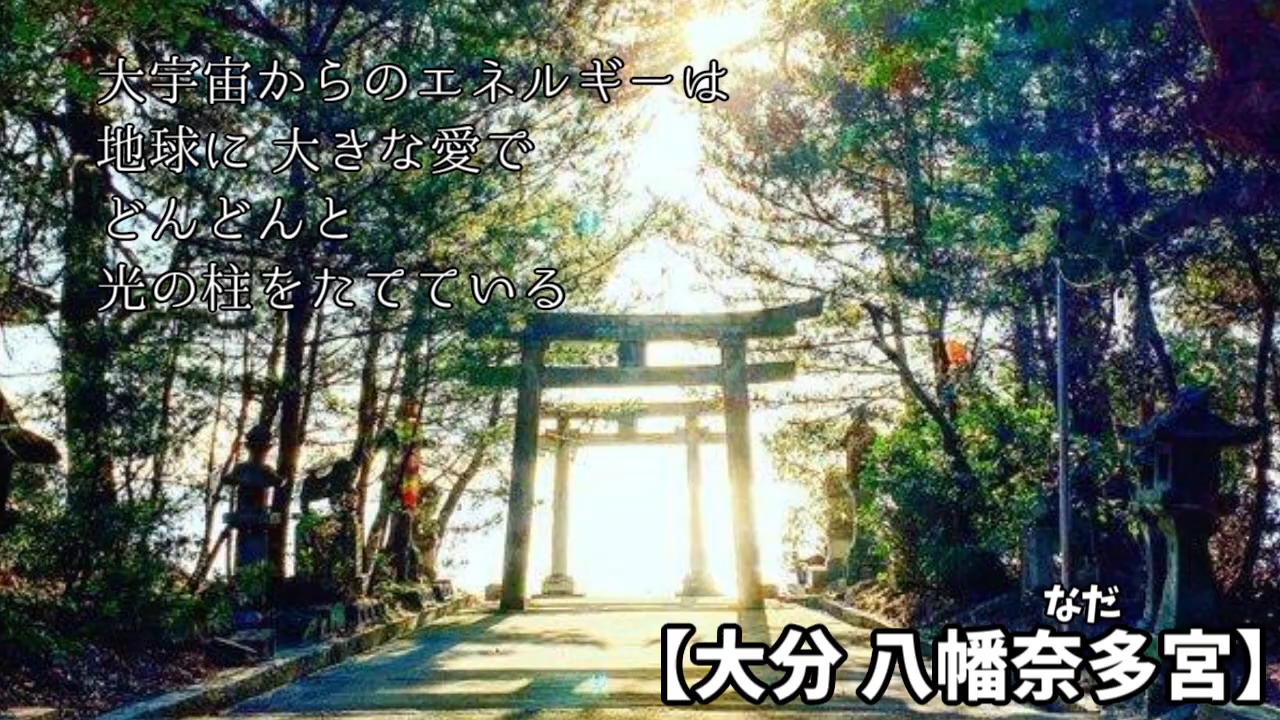 大宇宙からのエネルギーは
地球に 大きな愛で
どんどんと
光の柱をたてている
なだ
【大分 八幡奈多宮】